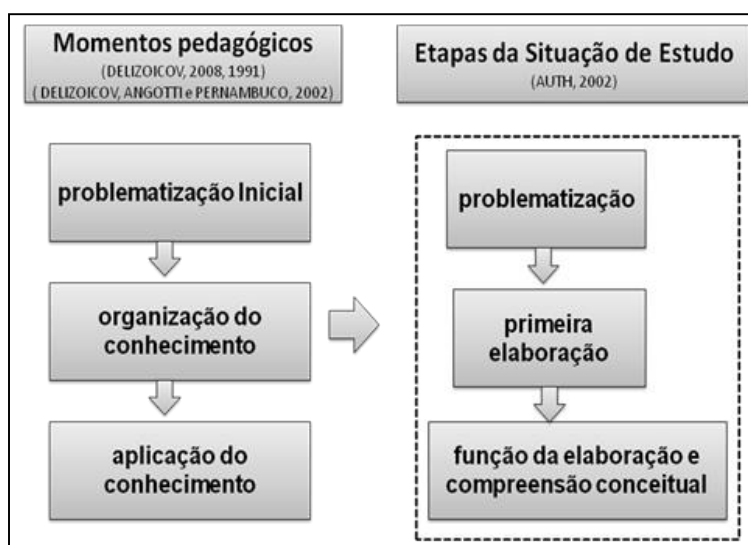 Momentos pedagógicos
(DELIZOICOV, 2008, 1991)
( DELIZOICOV, ANGOTTI e PERNAMBUCO, 2002)
problematização Inicial
organização do
conhecimento
aplicação do
conhecimento
Etapas da Situação de Estudo
(AUTH, 2002)
problematização
primeira
elaboração
função da elaboração e
compreensão conceitual